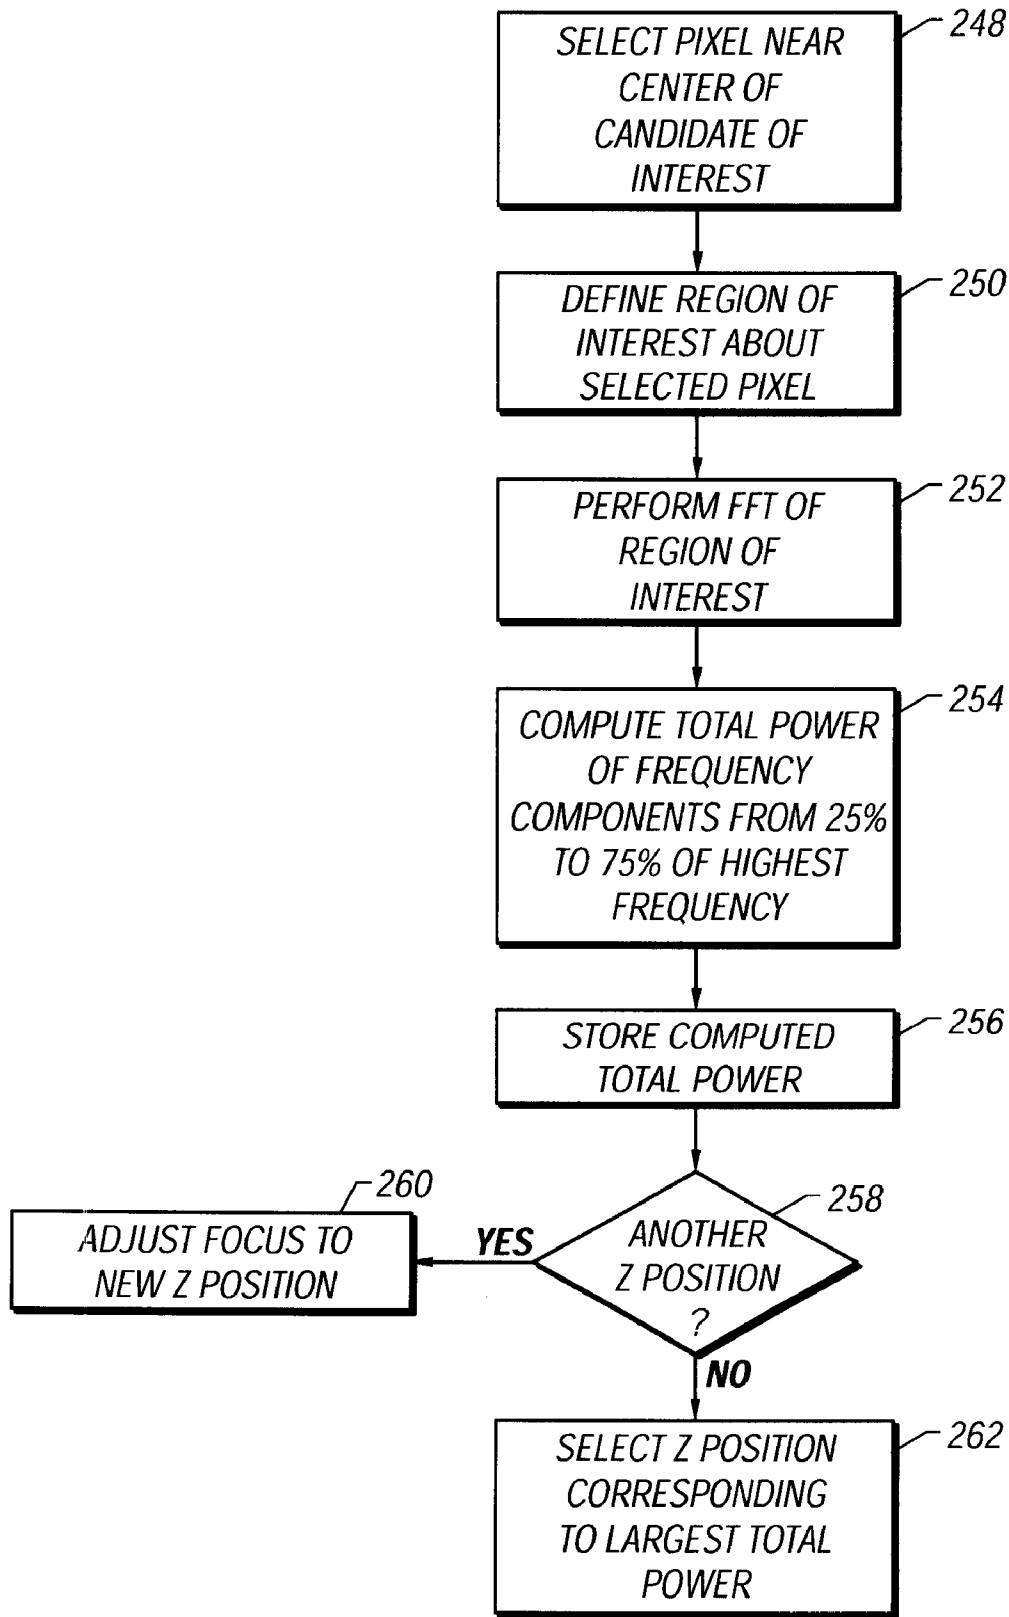 SELECT PIXEL NEAR
CENTER OF
CANDIDATE OF
INTEREST
248
DEFINE REGION OF
INTEREST ABOUT
SELECTED PIXEL
250
PERFORM FFT OF
REGION OF
INTEREST
252
COMPUTE TOTAL POWER
OF FREQUENCY
COMPONENTS FROM 25%
TO 75% OF HIGHEST
FREQUENCY
254
STORE COMPUTED
TOTAL POWER
256
ANOTHER
Z POSITION
?
258
YES
ADJUST FOCUS TO
NEW Z POSITION
260
NO
SELECT Z POSITION
CORRESPONDING
TO LARGEST TOTAL
POWER
262